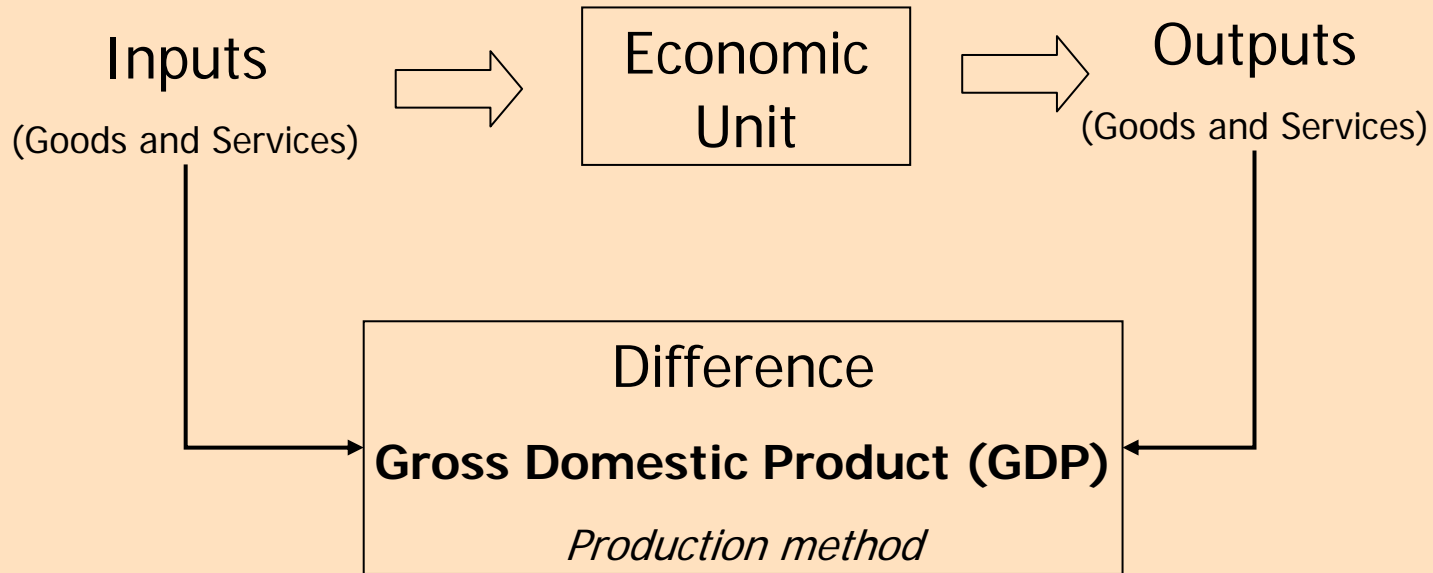 Inputs
(Goods and Services)
Economic
Unit
Outputs
(Goods and Services)
Difference
Gross Domestic Product (GDP)
Production method